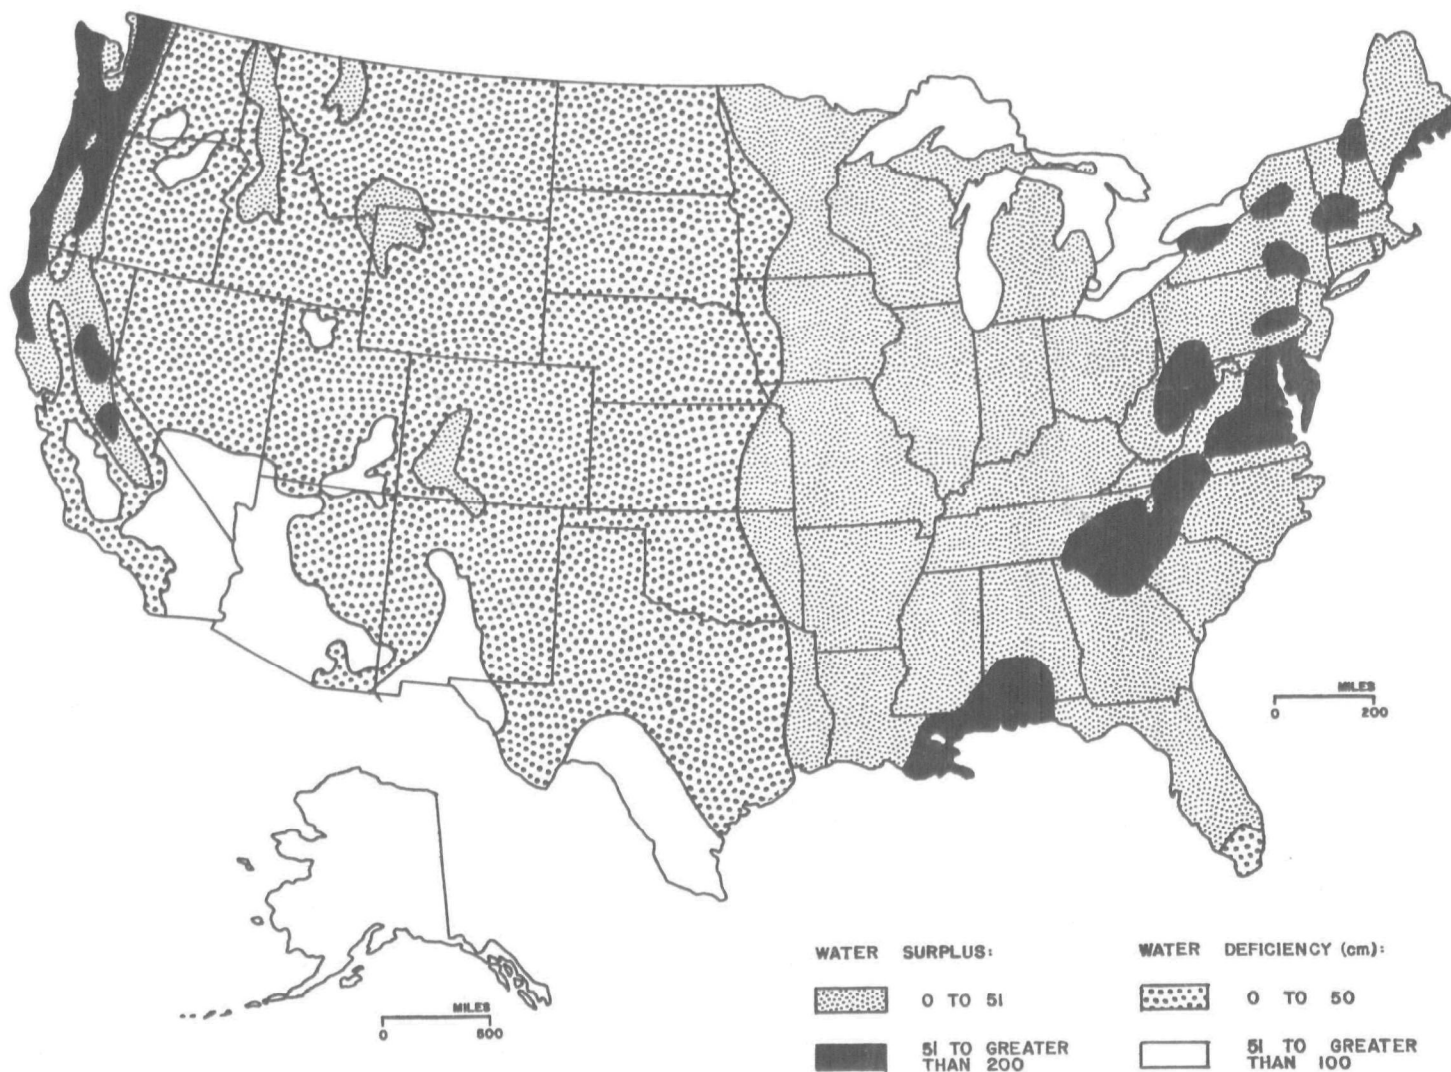 MILES
0 200
MILES
0 500
WATER SURPLUS:
0 TO 51
51 TO GREATER
THAN 200
WATER DEFICIENCY (cm):
0 TO 50
51 TO GREATER
THAN 100